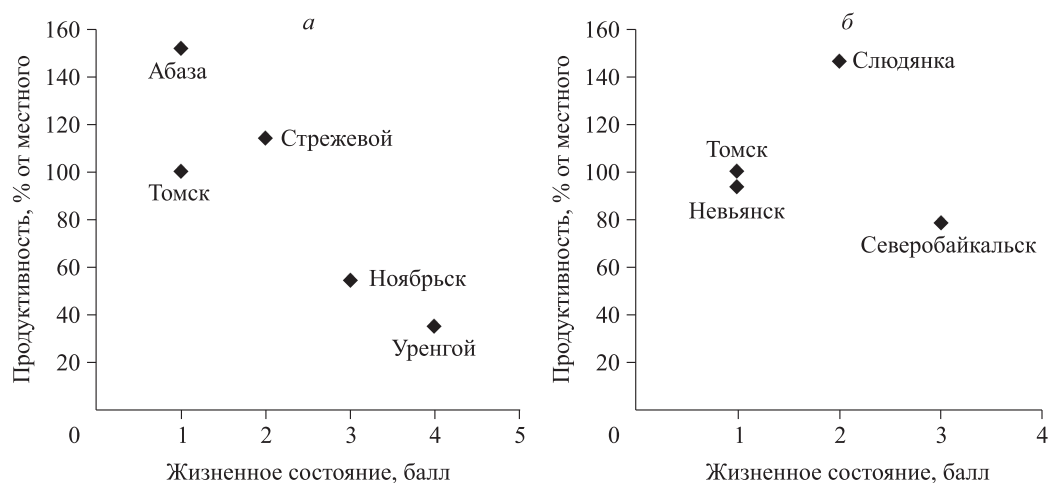 а
Продуктивность, % от местного
160
140
120
100
80
60
40
20
0
Абаза
Стрежевой
Томск
Ноябрьск
Уренгой
1 2 3 4 5
Жизненное состояние, балл
б
Продуктивность, % от местного
160
140
120
100
80
60
40
20
0
Слюдянка
Томск
Невьянск
Северобайкальск
1 2 3 4
Жизненное состояние, балл